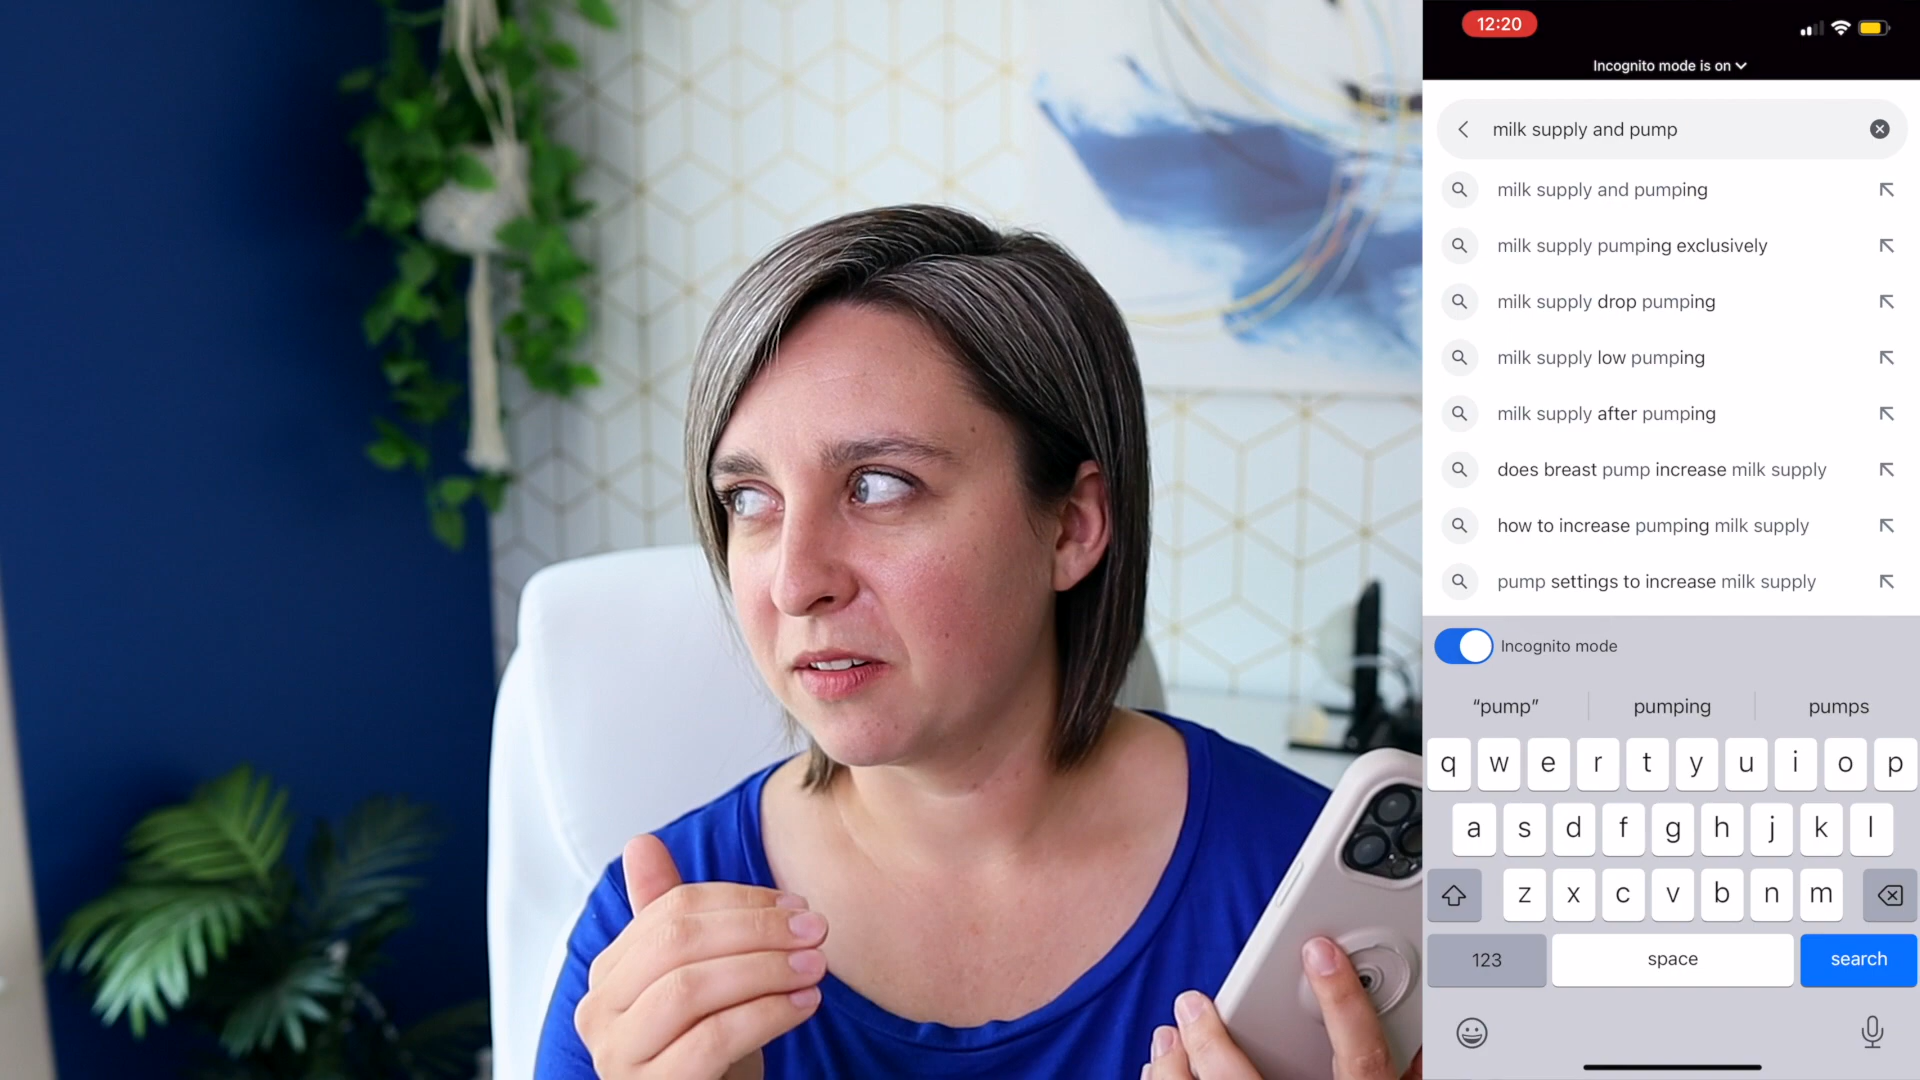 12:20
Incognito mode is on
milk supply and pump
milk supply and pumping
milk supply pumping exclusively
milk supply drop pumping
milk supply low pumping
milk supply after pumping
does breast pump increase milk supply
how to increase pumping milk supply
pump settings to increase milk supply
Incognito mode
“pump” pumping pumps
q w e r t y u i o p
a s d f g h j k l
z x c v b n m
123 space search